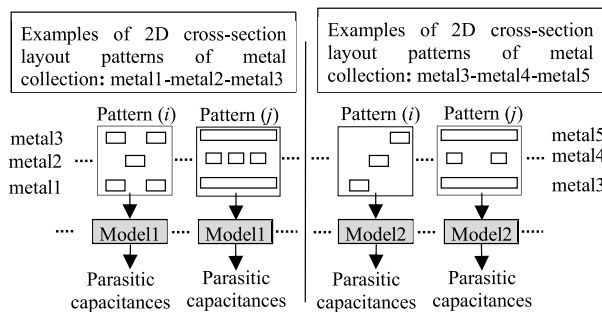 Examples of 2D cross-section
layout patterns of metal
collection: metal1-metal2-metal3
Examples of 2D cross-section
layout patterns of metal
collection: metal3-metal4-metal5
Pattern (i)
Pattern (j)
Pattern (i)
Pattern (j)
metal3
metal2
metal1
metal5
metal4
metal3
Model1
Model1
Model2
Model2
Parasitic
capacitances
Parasitic
capacitances
Parasitic
capacitances
Parasitic
capacitances